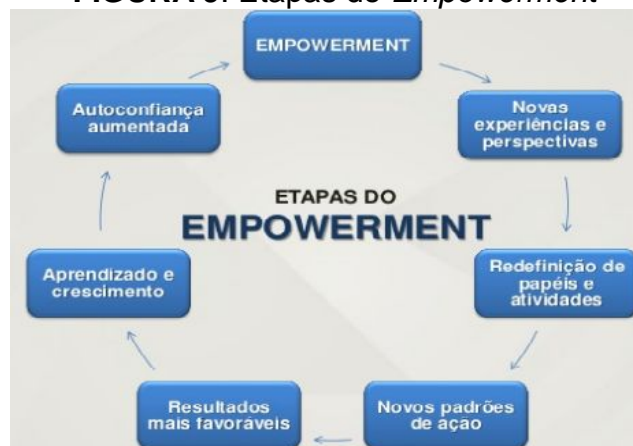 FIGURA 3: Etapas do Empowerment
EMPOWERMENT
Novas
experiências e
perspectivas
Redefinição de
papéis e
atividades
Novos padrões
de ação
Resultados
mais favoráveis
Aprendizado e
crescimento
Autoconfiança
aumentada
ETAPAS DO
EMPOWERMENT